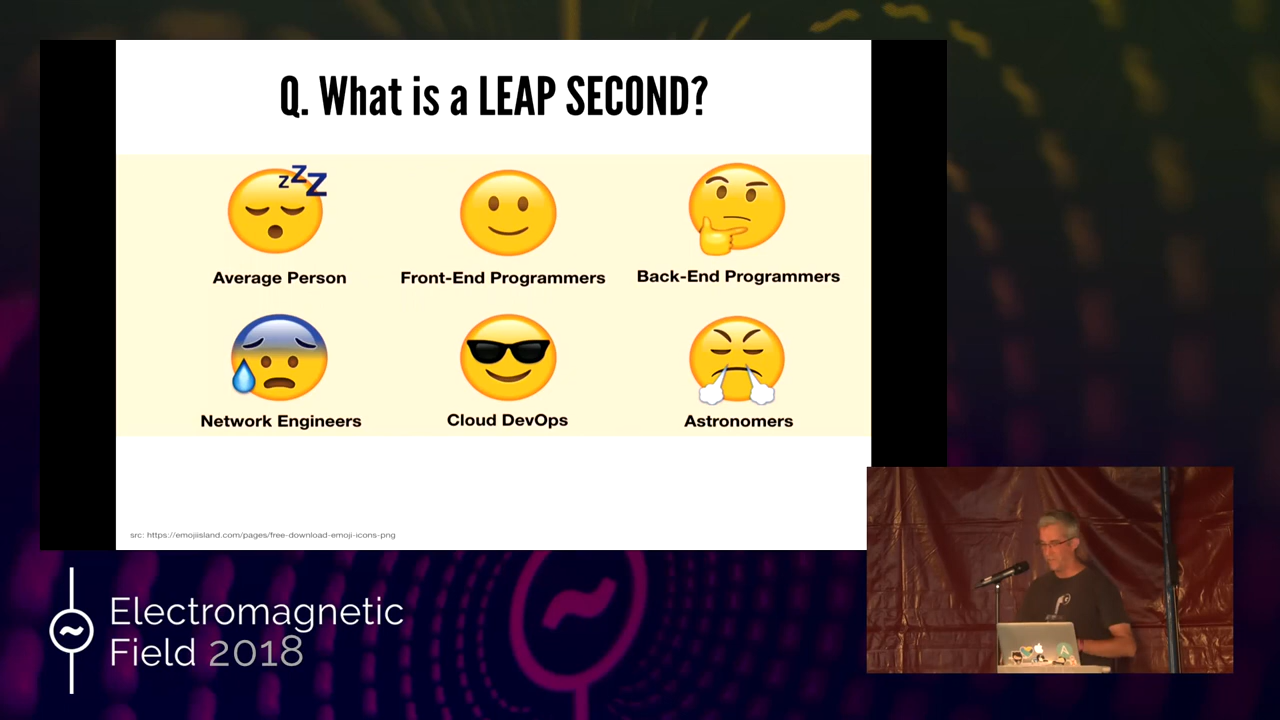 Q. What is a LEAP SECOND?
z z Z
Average Person
Front-End Programmers
Back-End Programmers
Network Engineers
Cloud DevOps
Astronomers
src: https://emojiisland.com/pages/free-download-emoji-icons-png
Electromagnetic
Field 2018